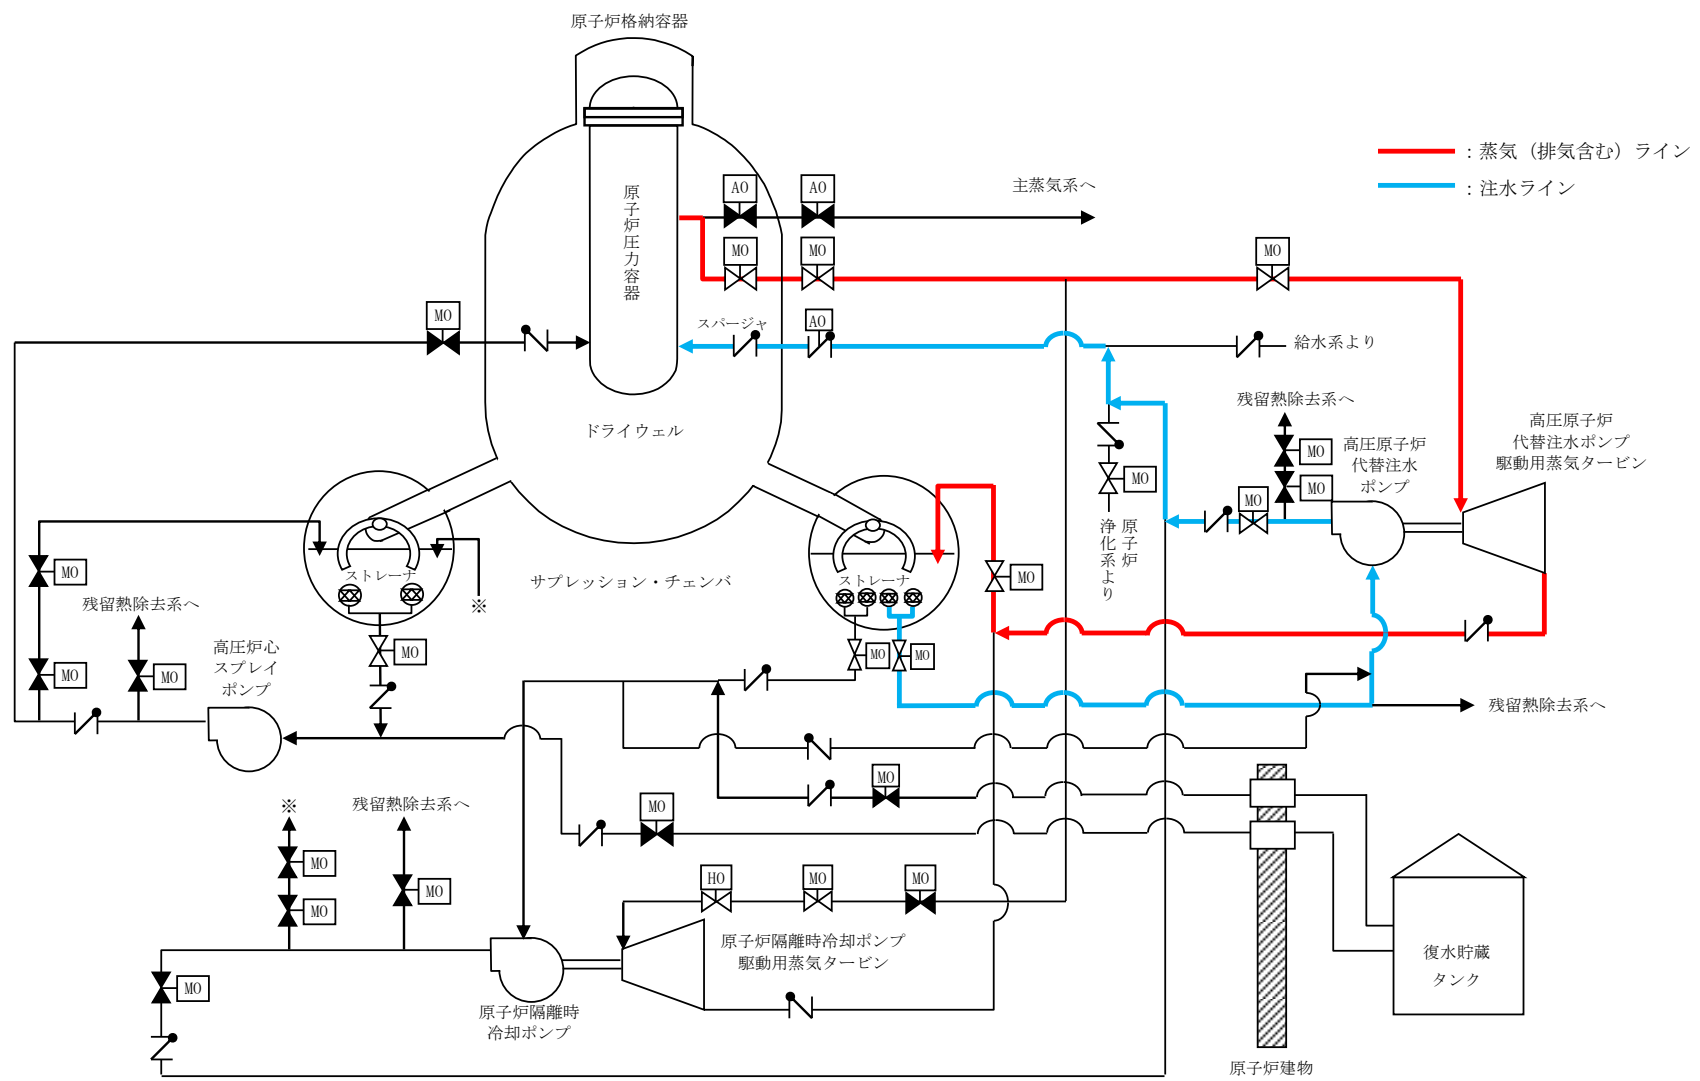 原子炉格納容器
：蒸気（排気含む）ライン
：注水ライン
主蒸気系へ
AO
AO
MO
MO
MO
原子炉圧力容器
MO
スパージャ
AO
給水系より
残留熱除去系へ
MO
MO
高圧原子炉
代替注水
ポンプ
高圧原子炉
代替注水ポンプ
駆動用蒸気タービン
ドライウェル
MO
MO
原子炉
浄化系より
MO
MO
ストレーナ
サプレッション・チェンバ
ストレーナ
MO
※
残留熱除去系へ
高圧炉心
スプレイ
ポンプ
MO
MO
MO
MO
MO
残留熱除去系へ
※
残留熱除去系へ
MO
MO
MO
MO
MO
HO
MO
MO
原子炉隔離時冷却ポンプ
駆動用蒸気タービン
復水貯蔵
タンク
MO
原子炉隔離時
冷却ポンプ
原子炉建物